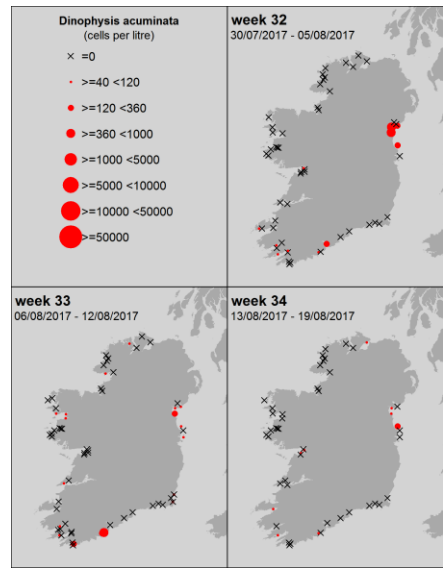 Dinophysis acuminata
(cells per litre)
=0
>=40 <120
>=120 <360
>=360 <1000
>=1000 <5000
>=5000 <10000
>=10000 <50000
>=50000
week 32
30/07/2017 - 05/08/2017
week 33
06/08/2017 - 12/08/2017
week 34
13/08/2017 - 19/08/2017